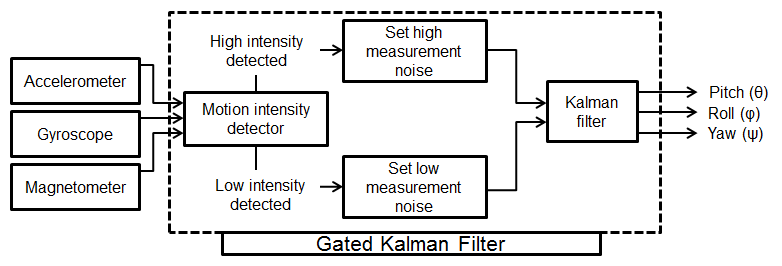 Accelerometer
Gyroscope
Magnetometer
High intensity
detected
Motion intensity
detector
Low intensity
detected
Set high
measurement
noise
Set low
measurement
noise
Kalman
filter
Pitch (θ)
Roll (φ)
Yaw (ψ)
Gated Kalman Filter